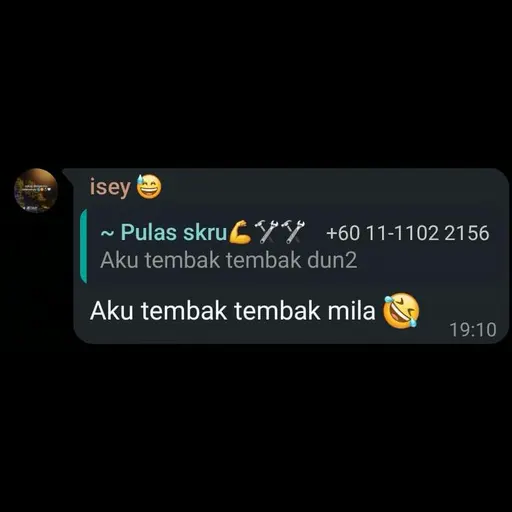 isey 😅
~ Pulas skru💪🛠️🛠️ +60 11-1102 2156
Aku tembak tembak dun2
Aku tembak tembak mila 🤣
19:10